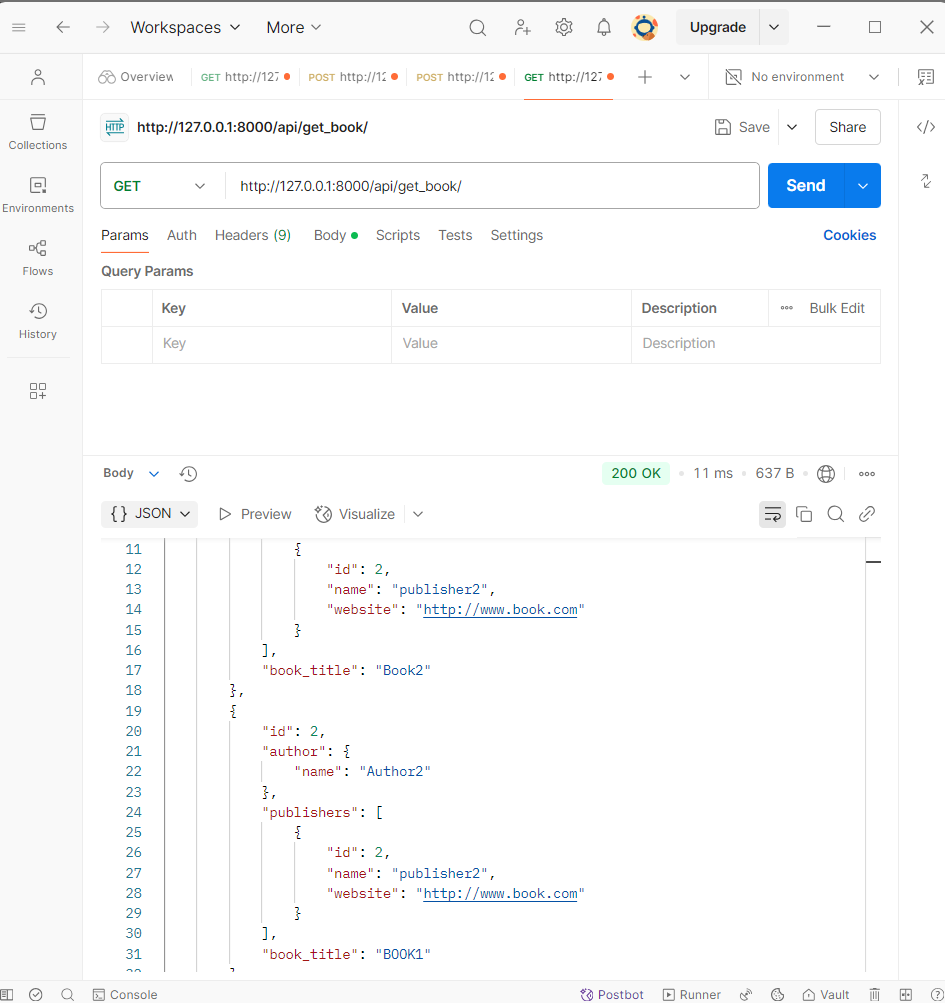 Workspaces More Upgrade
Overview GET http://127 POST http://12 POST http://12 GET http://127 No environment
HTTP http://127.0.0.1:8000/api/get_book/ Save Share
Collections
Environments
Flows
History
GET http://127.0.0.1:8000/api/get_book/ Send
Params Auth Headers (9) Body Scripts Tests Settings Cookies
Query Params
Key Value Description Bulk Edit
Key Value Description
Body 200 OK 11 ms 637 B
{} JSON Preview Visualize
11 {
12 "id": 2,
13 "name": "publisher2",
14 "website": "http://www.book.com"
15 }
16 ],
17 "book_title": "Book2"
18 },
19 {
20 "id": 2,
21 "author": {
22 "name": "Author2"
23 },
24 "publishers": [
25 {
26 "id": 2,
27 "name": "publisher2",
28 "website": "http://www.book.com"
29 }
30 ],
31 "book_title": "BOOK1"
Console Postbot Runner Vault